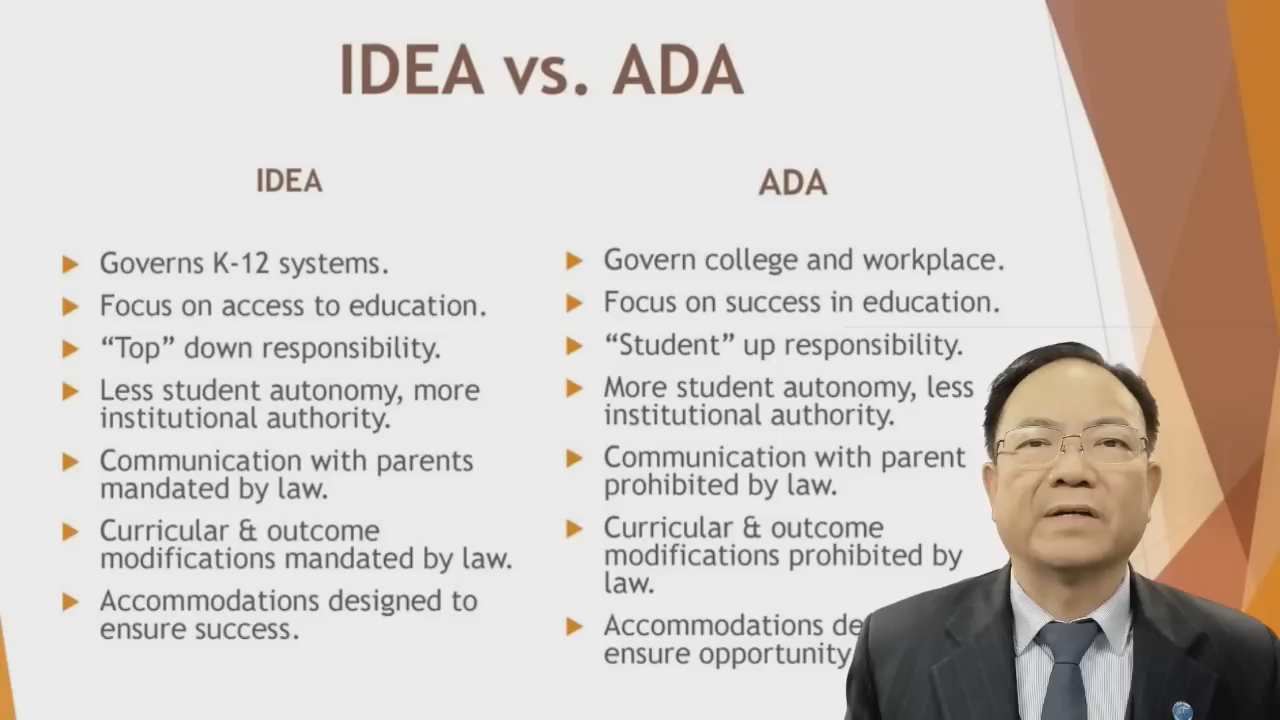 IDEA vs. ADA
IDEA
Governs K-12 systems.
Focus on access to education.
“Top” down responsibility.
Less student autonomy, more
institutional authority.
Communication with parents
mandated by law.
Curricular & outcome
modifications mandated by law.
Accommodations designed to
ensure success.
ADA
Govern college and workplace.
Focus on success in education.
“Student” up responsibility.
More student autonomy, less
institutional authority.
Communication with parent
prohibited by law.
Curricular & outcome
modifications prohibited by
law.
Accommodations
ensure opportunity